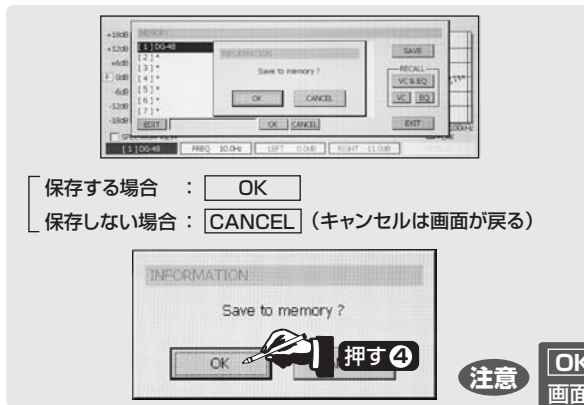 +18dB
MEMORY
+12dB
[1]DG-48
INFORMATION
SAVE
+6dB
[2]*
Save to memory ?
RECALL
0dB
[3]*
VC & EQ
[4]*
-6dB
[5]*
OK CANCEL
VC EQ
-12dB
[6]*
[7]*
-18dB
EDIT OK CANCEL EXIT
100kHz
[1]DG-48 FREQ 10.0Hz LEFT 0.0dB RIGHT -11.0dB
保存する場合 : OK
保存しない場合 : CANCEL (キャンセルは画面が戻る)
INFORMATION
Save to memory ?
OK
押す❹
注意
OK
画面